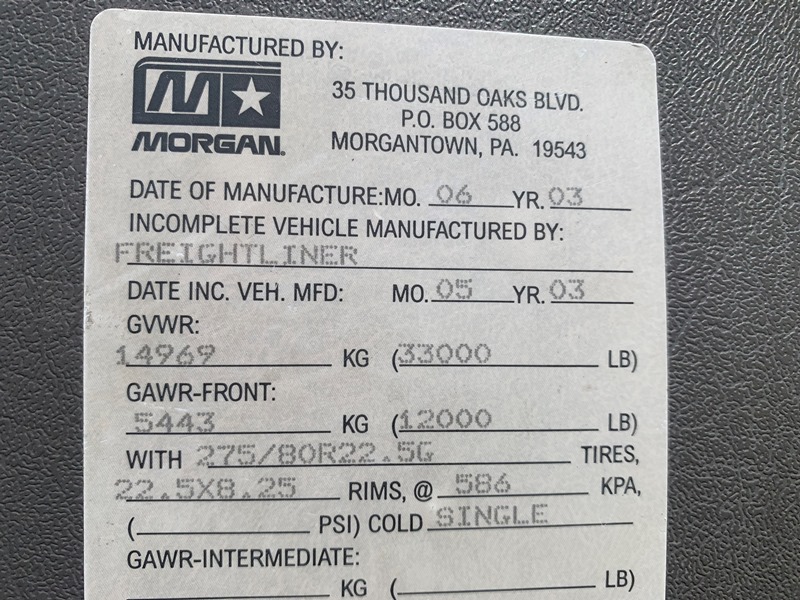 MANUFACTURED BY:
M
MORGAN.
35 THOUSAND OAKS BLVD.
P.O. BOX 588
MORGANTOWN, PA. 19543
DATE OF MANUFACTURE:MO. 06 YR. 03
INCOMPLETE VEHICLE MANUFACTURED BY:
FREIGHTLINER
DATE INC. VEH. MFD: MO. 05 YR. 03
GVWR:
14969 KG (33000 LB)
GAWR-FRONT:
5443 KG (12000 LB)
WITH 275/80R22.5G TIRES,
22.5X8.25 RIMS, @ 586 KPA,
( PSI) COLD SINGLE
GAWR-INTERMEDIATE:
KG ( LB)